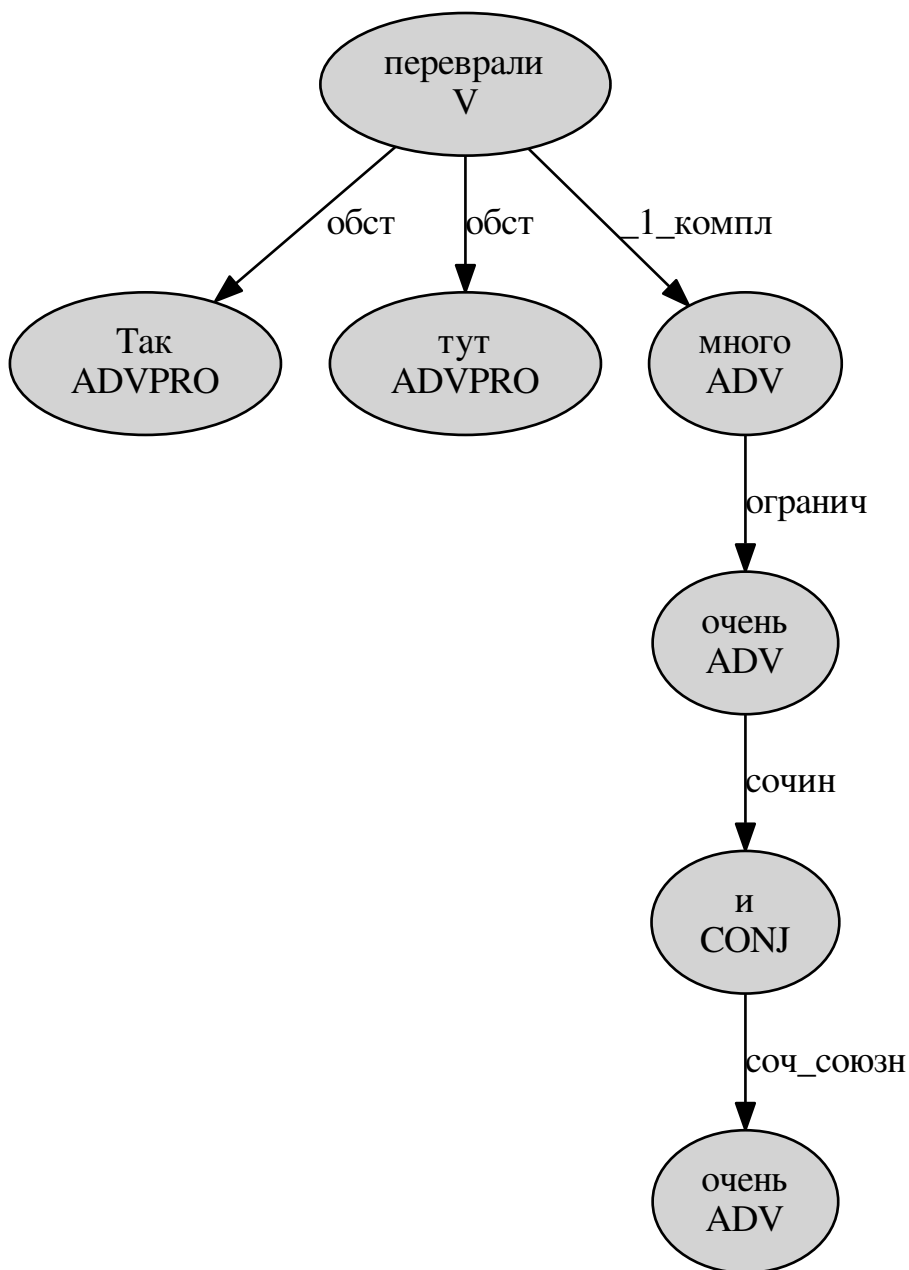 переврали
V
обст
обст
_1_компл
Так
ADVPRO
тут
ADVPRO
много
ADV
огранич
очень
ADV
сочин
и
CONJ
соч_союзн
очень
ADV